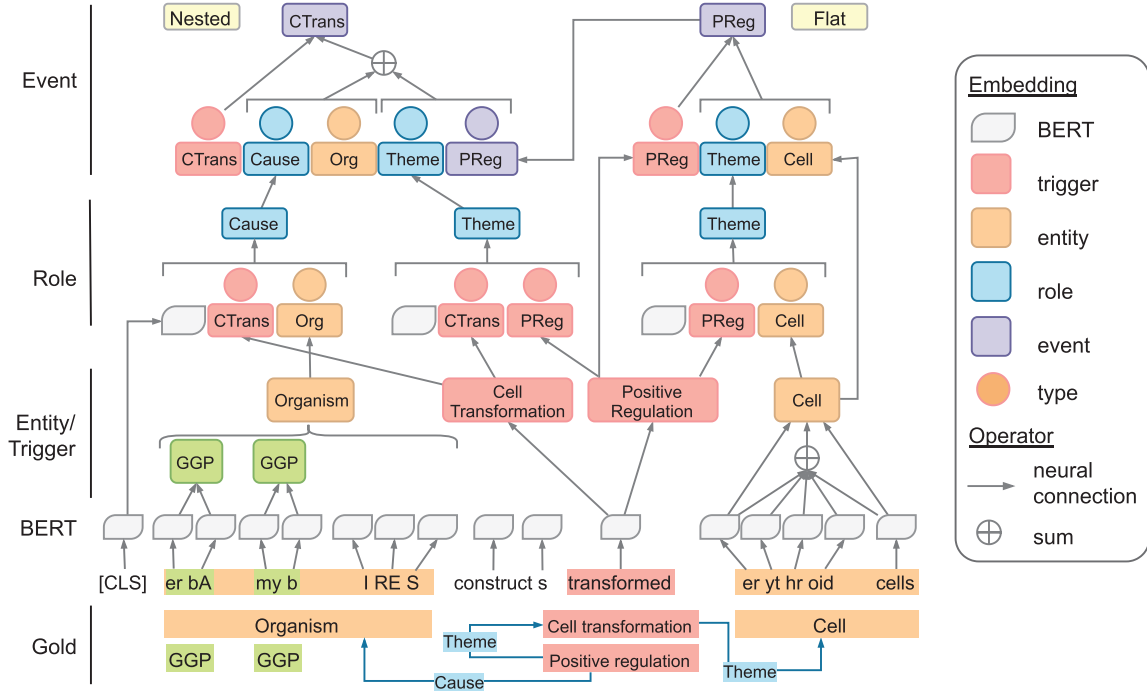 Nested
CTrans
PReg
Flat
Event
CTrans
Cause
Org
Theme
PReg
PReg
Theme
Cell
Cause
Theme
Theme
Role
CTrans
Org
CTrans
PReg
PReg
Cell
Entity/
Trigger
Organism
Cell
Transformation
Positive
Regulation
Cell
GGP
GGP
BERT
[CLS]
er bA
my b
I RE S
construct s
transformed
er yt hr oid
cells
Gold
Organism
Cell transformation
Cell
Theme
GGP
GGP
Positive regulation
Theme
Cause
Embedding
BERT
trigger
entity
role
event
type
Operator
neural
connection
sum